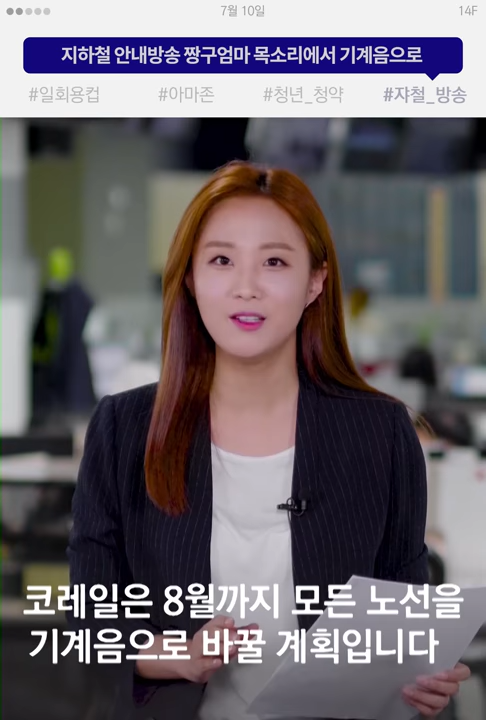 7월 10일
14F
지하철 안내방송 짱구엄마 목소리에서 기계음으로
#일회용컵 #아마존 #청년_청약 #쟈철_방송
코레일은 8월까지 모든 노선을
기계음으로 바꿀 계획입니다